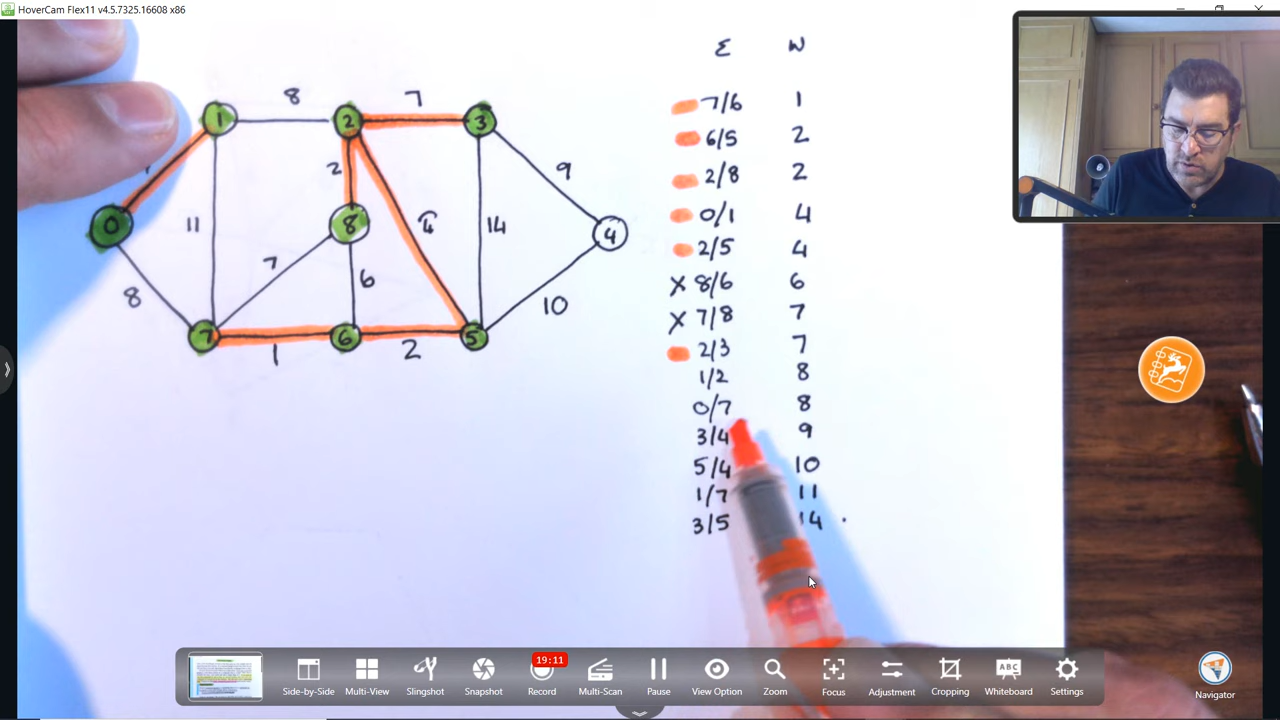 HoverCam Flex11 v4.5.7325.16608 x86
Σ W
7/6 1
6/5 2
2/8 2
0/1 4
2/5 4
X 8/6 6
X 7/8 7
2/3 7
1/2 8
0/7 8
3/4 9
5/4 10
1/7 11
3/5 14
8 7
1 2 3
2 9
0 11 8 4 14 4
7 6
8 10
7 6 5
1 2
19:11
Side-by-Side Multi-View Slingshot Snapshot Record Multi-Scan Pause View Option Zoom Focus Adjustment Cropping Whiteboard Settings
ABC
Navigator